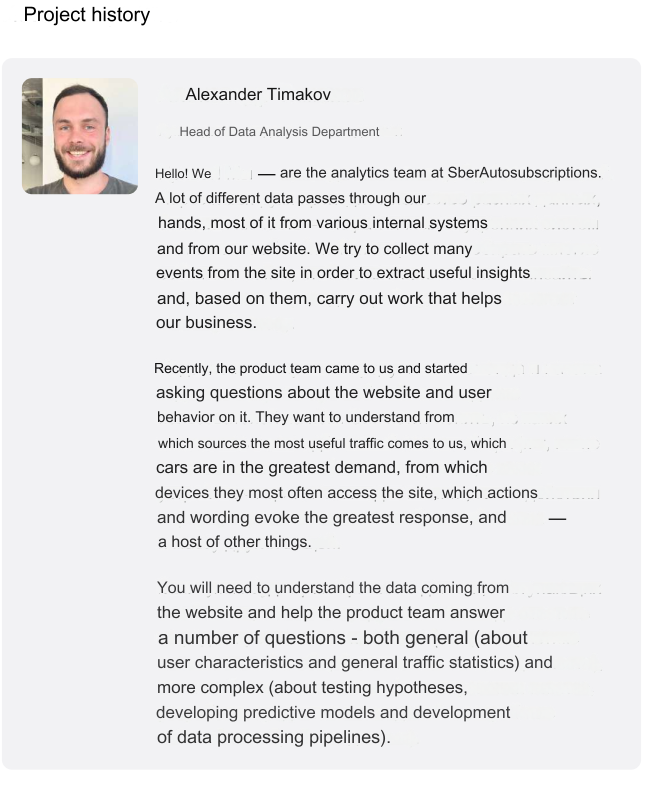 Project history
Alexander Timakov
Head of Data Analysis Department
Hello! We — are the analytics team at SberAutosubscriptions.
A lot of different data passes through our
hands, most of it from various internal systems
and from our website. We try to collect many
events from the site in order to extract useful insights
and, based on them, carry out work that helps
our business.
Recently, the product team came to us and started
asking questions about the website and user
behavior on it. They want to understand from
which sources the most useful traffic comes to us, which
cars are in the greatest demand, from which
devices they most often access the site, which actions
and wording evoke the greatest response, and —
a host of other things.
You will need to understand the data coming from
the website and help the product team answer
a number of questions - both general (about
user characteristics and general traffic statistics) and
more complex (about testing hypotheses,
developing predictive models and development
of data processing pipelines).